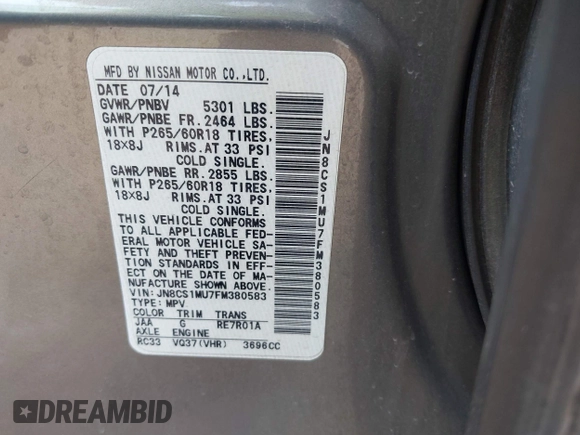 MFD BY NISSAN MOTOR CO.,LTD.
DATE 07/14
GVWR/PNBV 5301 LBS.
GAWR/PNBE FR. 2464 LBS.
WITH P265/60R18 TIRES,
18X8J RIMS. AT 33 PSI
COLD SINGLE.
GAWR/PNBE RR. 2855 LBS.
WITH P265/60R18 TIRES,
18X8J RIMS. AT 33 PSI
COLD SINGLE.
THIS VEHICLE CONFORMS
TO ALL APPLICABLE FED-
ERAL MOTOR VEHICLE SA-
FETY AND THEFT PREVEN-
TION STANDARDS IN EFF-
ECT ON THE DATE OF MA-
NUFACTURE SHOWN ABOVE.
VIN: JN8CS1MU7FM380583
TYPE: MPV
COLOR TRIM TRANS
JAA G RE7R01A
AXLE ENGINE
RC33 VQ37(VHR) 3696CC
JN8CS1MU7FM380583
DREAMBID